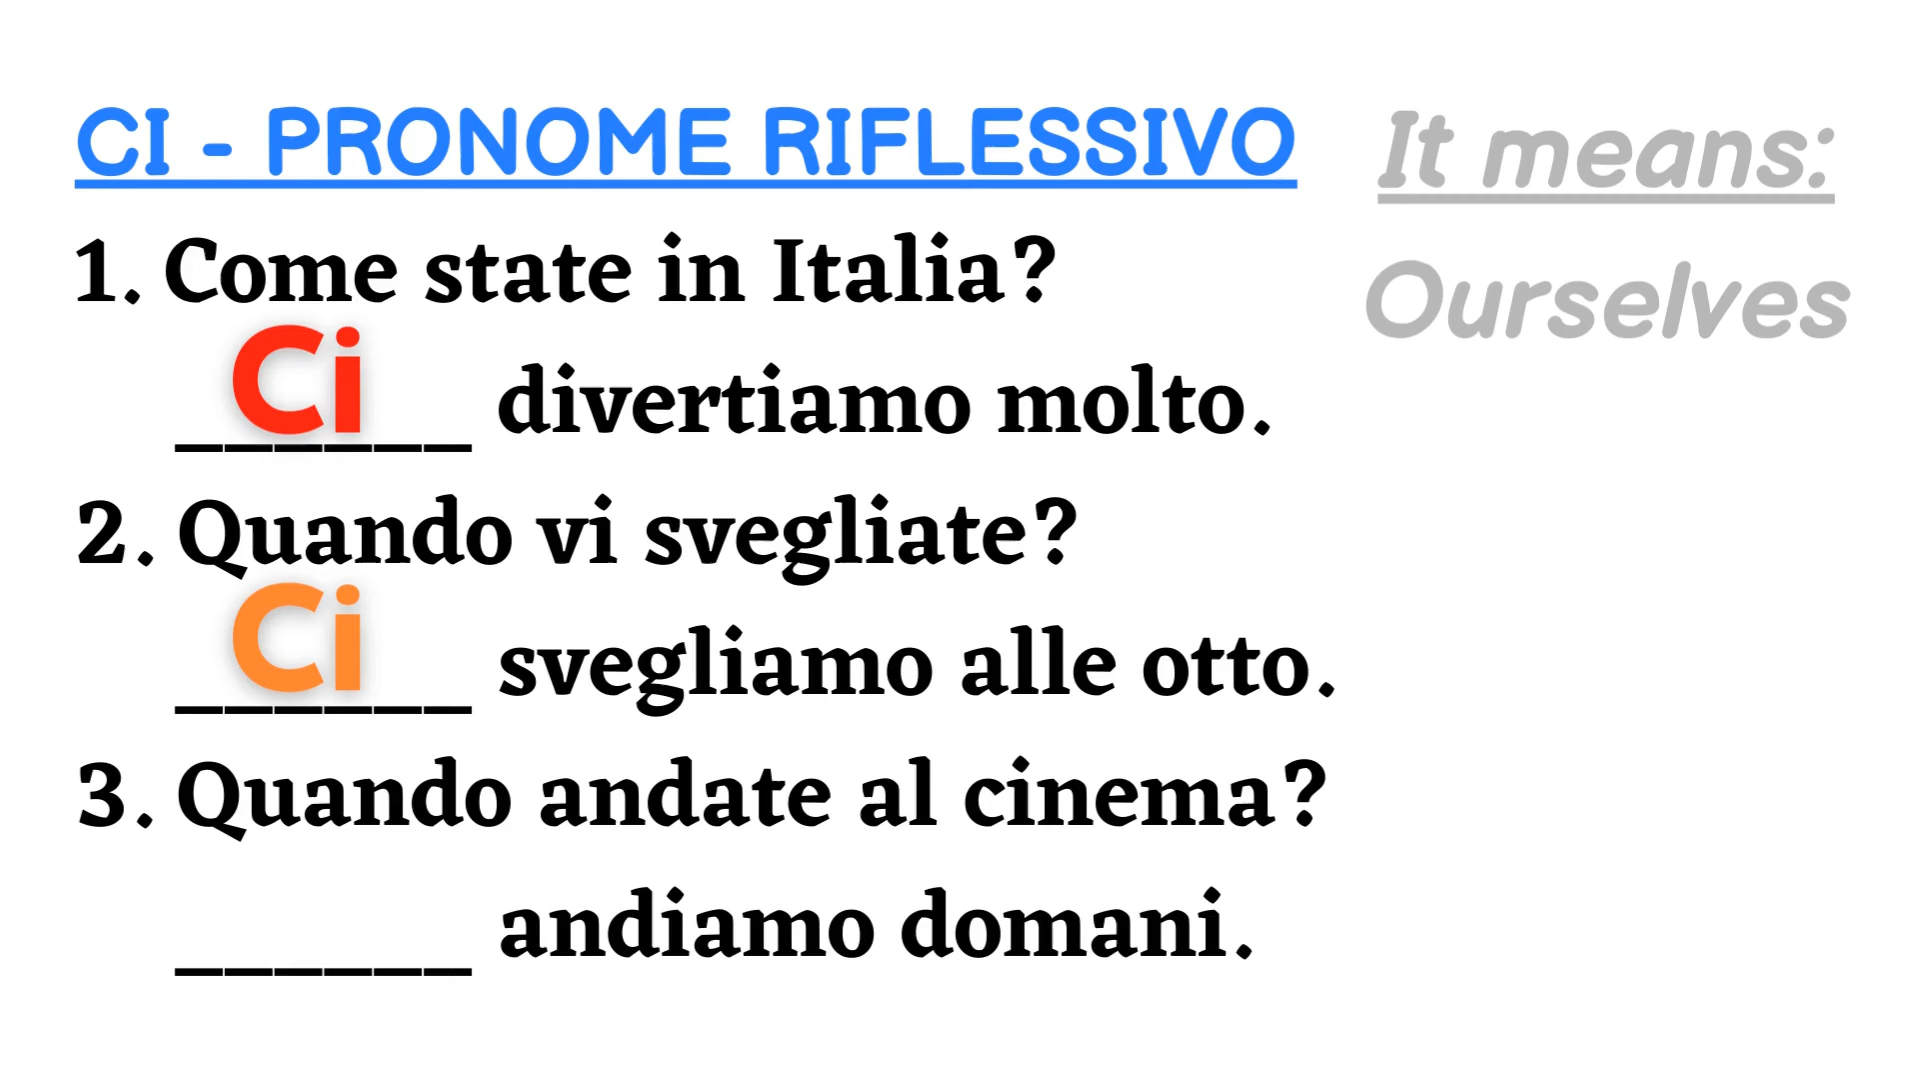 CI - PRONOME RIFLESSIVO
It means:
Ourselves
1. Come state in Italia?
Ci ______ divertiamo molto.
2. Quando vi svegliate?
Ci ______ svegliamo alle otto.
3. Quando andate al cinema?
______ andiamo domani.